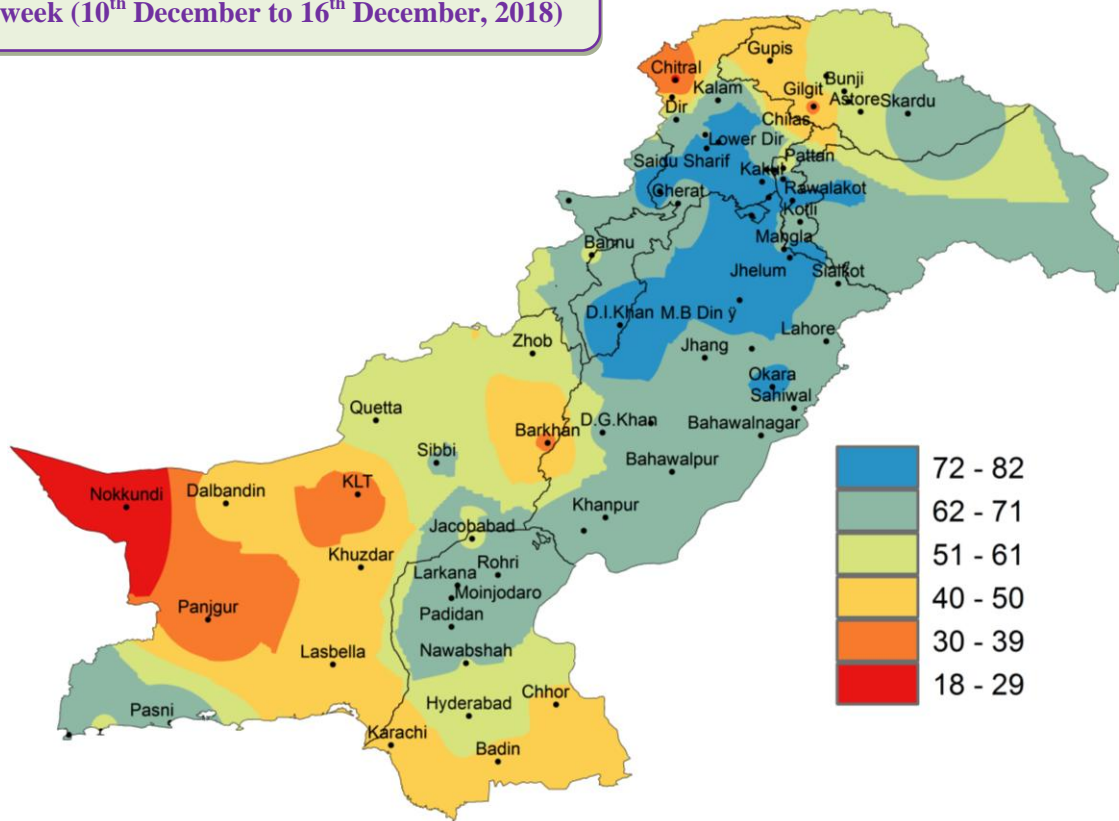 week (10th December to 16th December, 2018)
Gupis
Chitral
Bunji
Kalam
Gilgit
Astore
Skardu
Dir
Chilas
Lower Dir
Pattan
Saidu Sharif
Rawalakot
Cherat
Kotli
Bannu
Mangla
Jhelum
Sialkot
D.I.Khan
M.B Din ÿ
Lahore
Zhob
Jhang
Okara
Sahiwal
Quetta
D.G.Khan
Barkhan
Bahawalnagar
Sibbi
Bahawalpur
Nokkundi
Dalbandin
KLT
Khanpur
Jacobabad
Khuzdar
Rohri
Larkana
Moinjodaro
Panjgur
Padidan
Lasbella
Nawabshah
Pasni
Hyderabad
Chhor
Karachi
Badin
72 - 82
62 - 71
51 - 61
40 - 50
30 - 39
18 - 29